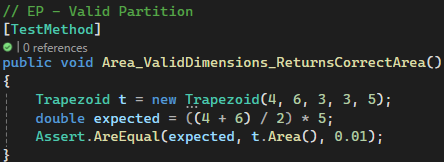 // EP - Valid Partition
[TestMethod]
| 0 references
public void Area_ValidDimensions_ReturnsCorrectArea()
{
Trapezoid t = new Trapezoid(4, 6, 3, 3, 5);
double expected = ((4 + 6) / 2) * 5;
Assert.AreEqual(expected, t.Area(), 0.01);
}